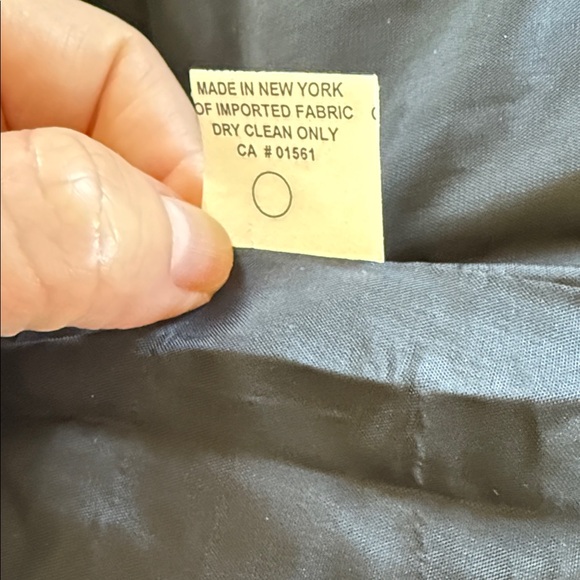 MADE IN NEW YORK
OF IMPORTED FABRIC
DRY CLEAN ONLY
CA # 01561